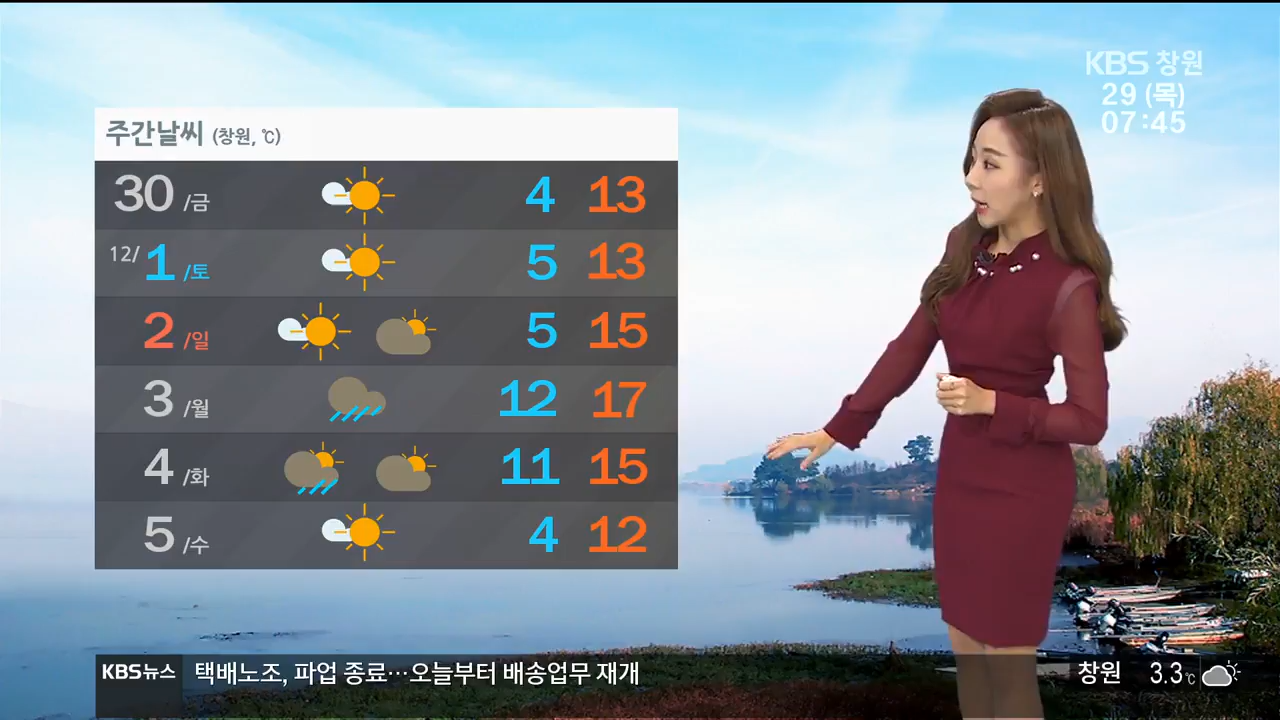 KBS 창원
29 (목)
07:45
주간날씨 (창원, ℃)
30 /금 4 13
12/1 /토 5 13
2 /일 5 15
3 /월 12 17
4 /화 11 15
5 /수 4 12
KBS뉴스 택배노조, 파업 종료…오늘부터 배송업무 재개
창원 3.3℃